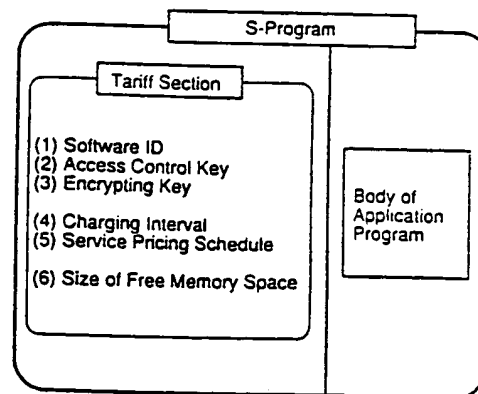 S-Program
Tariff Section
(1) Software ID
(2) Access Control Key
(3) Encrypting Key
(4) Charging Interval
(5) Service Pricing Schedule
(6) Size of Free Memory Space
Body of
Application
Program